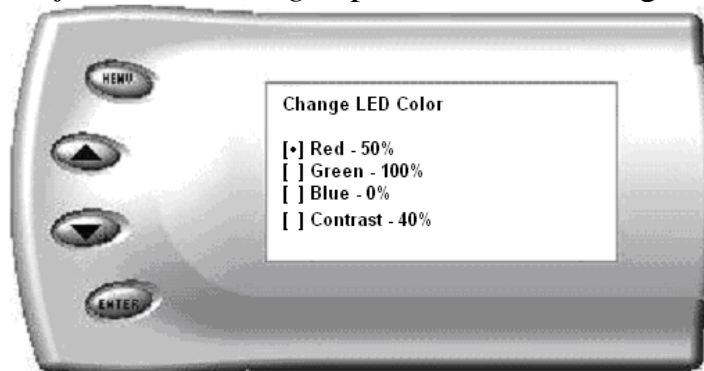 MENU
Change LED Color
[•] Red - 50%
[ ] Green - 100%
[ ] Blue - 0%
[ ] Contrast - 40%
ENTER